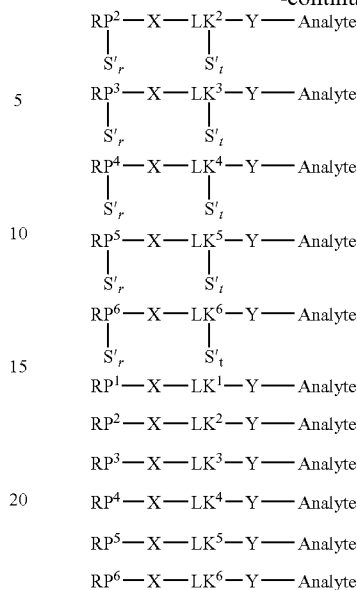 -continu
RP² — X — LK² — Y — Analyte
S'ᵣ S'ₜ
5
RP³ — X — LK³ — Y — Analyte
S'ᵣ S'ₜ
RP⁴ — X — LK⁴ — Y — Analyte
S'ᵣ S'ₜ
10
RP⁵ — X — LK⁵ — Y — Analyte
S'ᵣ S'ₜ
RP⁶ — X — LK⁶ — Y — Analyte
S'ᵣ S'ₜ
15
RP¹ — X — LK¹ — Y — Analyte
RP² — X — LK² — Y — Analyte
RP³ — X — LK³ — Y — Analyte
20
RP⁴ — X — LK⁴ — Y — Analyte
RP⁵ — X — LK⁵ — Y — Analyte
RP⁶ — X — LK⁶ — Y — Analyte